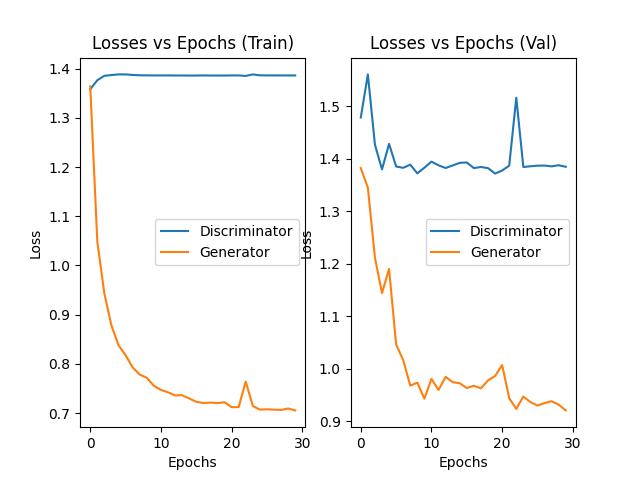 Losses vs Epochs (Train)
1.4
1.3
1.2
1.1
1.0
0.9
0.8
0.7
Loss
0
10
20
30
Epochs
Discriminator
Generator
Losses vs Epochs (Val)
1.5
1.4
1.3
1.2
1.1
1.0
0.9
Loss
0
10
20
30
Epochs
Discriminator
Generator